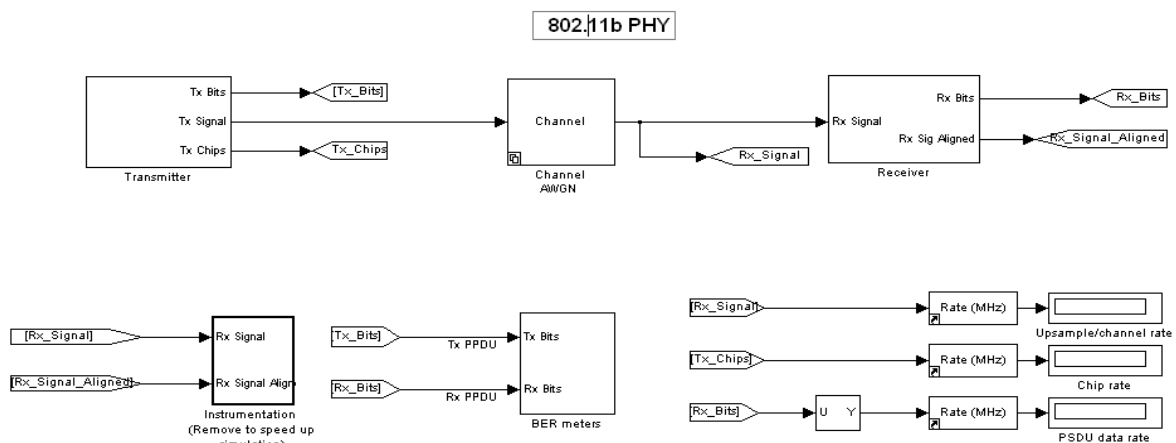 802.11b PHY
Tx Bits
[Tx_Bits]
Tx Signal
Tx Chips
Tx_Chips
Transmitter
Channel
Channel
AWGN
Rx_Signal
Rx Signal
Rx Bits
Rx Sig Aligned
Receiver
Rx_Bits
Rx_Signal_Aligned
[Rx_Signal]
[Rx_Signal_Aligned]
Rx Signal
Rx Signal Align
Instrumentation
(Remove to speed up
simulation)
[Tx_Bits]
Tx PPDU
[Rx_Bits]
Rx PPDU
Tx Bits
Rx Bits
BER meters
[Rx_Signal]
Rate (MHz)
Upsample/channel rate
[Tx_Chips]
Rate (MHz)
Chip rate
[Rx_Bits]
U Y
Rate (MHz)
PSDU data rate